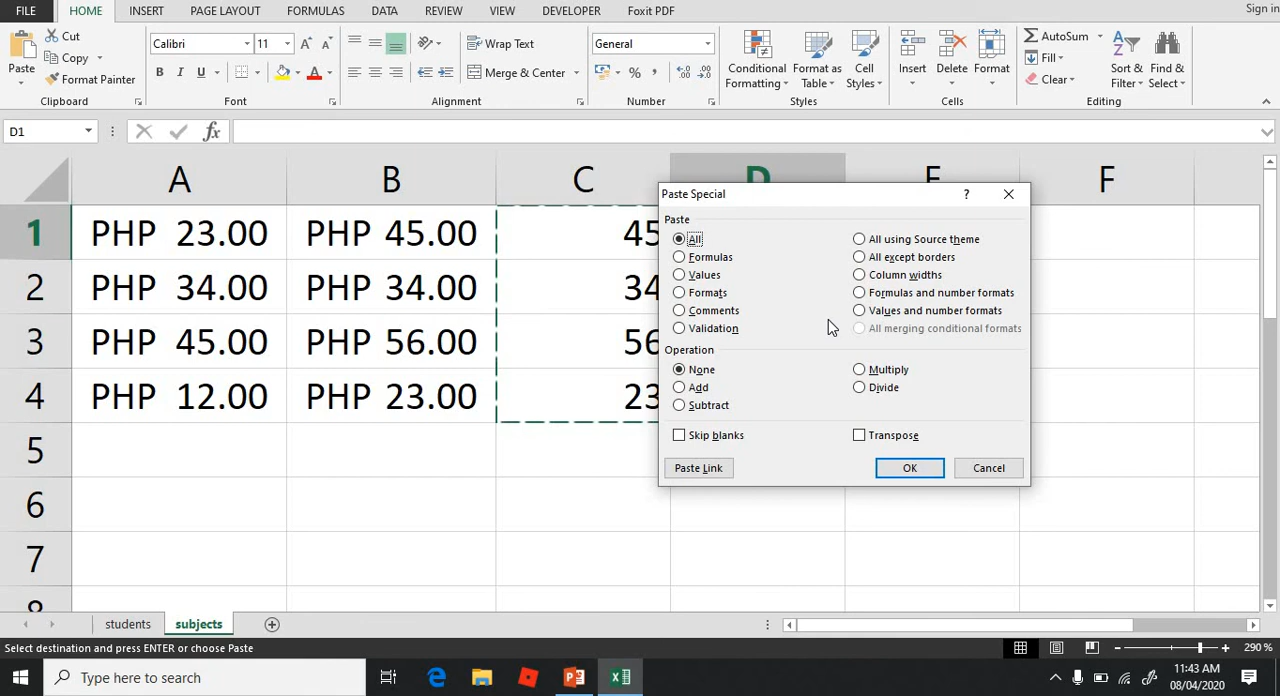 FILE HOME INSERT PAGE LAYOUT FORMULAS DATA REVIEW VIEW DEVELOPER Foxit PDF Sign in
Paste
Cut
Copy
Format Painter
Clipboard
Calibri 11
B I U
Font
Wrap Text
Merge & Center
Alignment
General
Number
Conditional
Formatting
Format as
Table
Cell
Styles
Styles
Insert
Delete
Format
Cells
AutoSum
Fill
Clear
Sort &
Filter
Find &
Select
Editing
D1
fx
A B C D E F
1 PHP 23.00 PHP 45.00 45
2 PHP 34.00 PHP 34.00 34
3 PHP 45.00 PHP 56.00 56
4 PHP 12.00 PHP 23.00 23
5
6
7
8
Paste Special ?
Paste
All All using Source theme
Formulas All except borders
Values Column widths
Formats Formulas and number formats
Comments Values and number formats
Validation All merging conditional formats
Operation
None Multiply
Add Divide
Subtract
Skip blanks Transpose
Paste Link OK Cancel
students subjects
Select destination and press ENTER or choose Paste 290 %
Type here to search
11:43 AM
08/04/2020